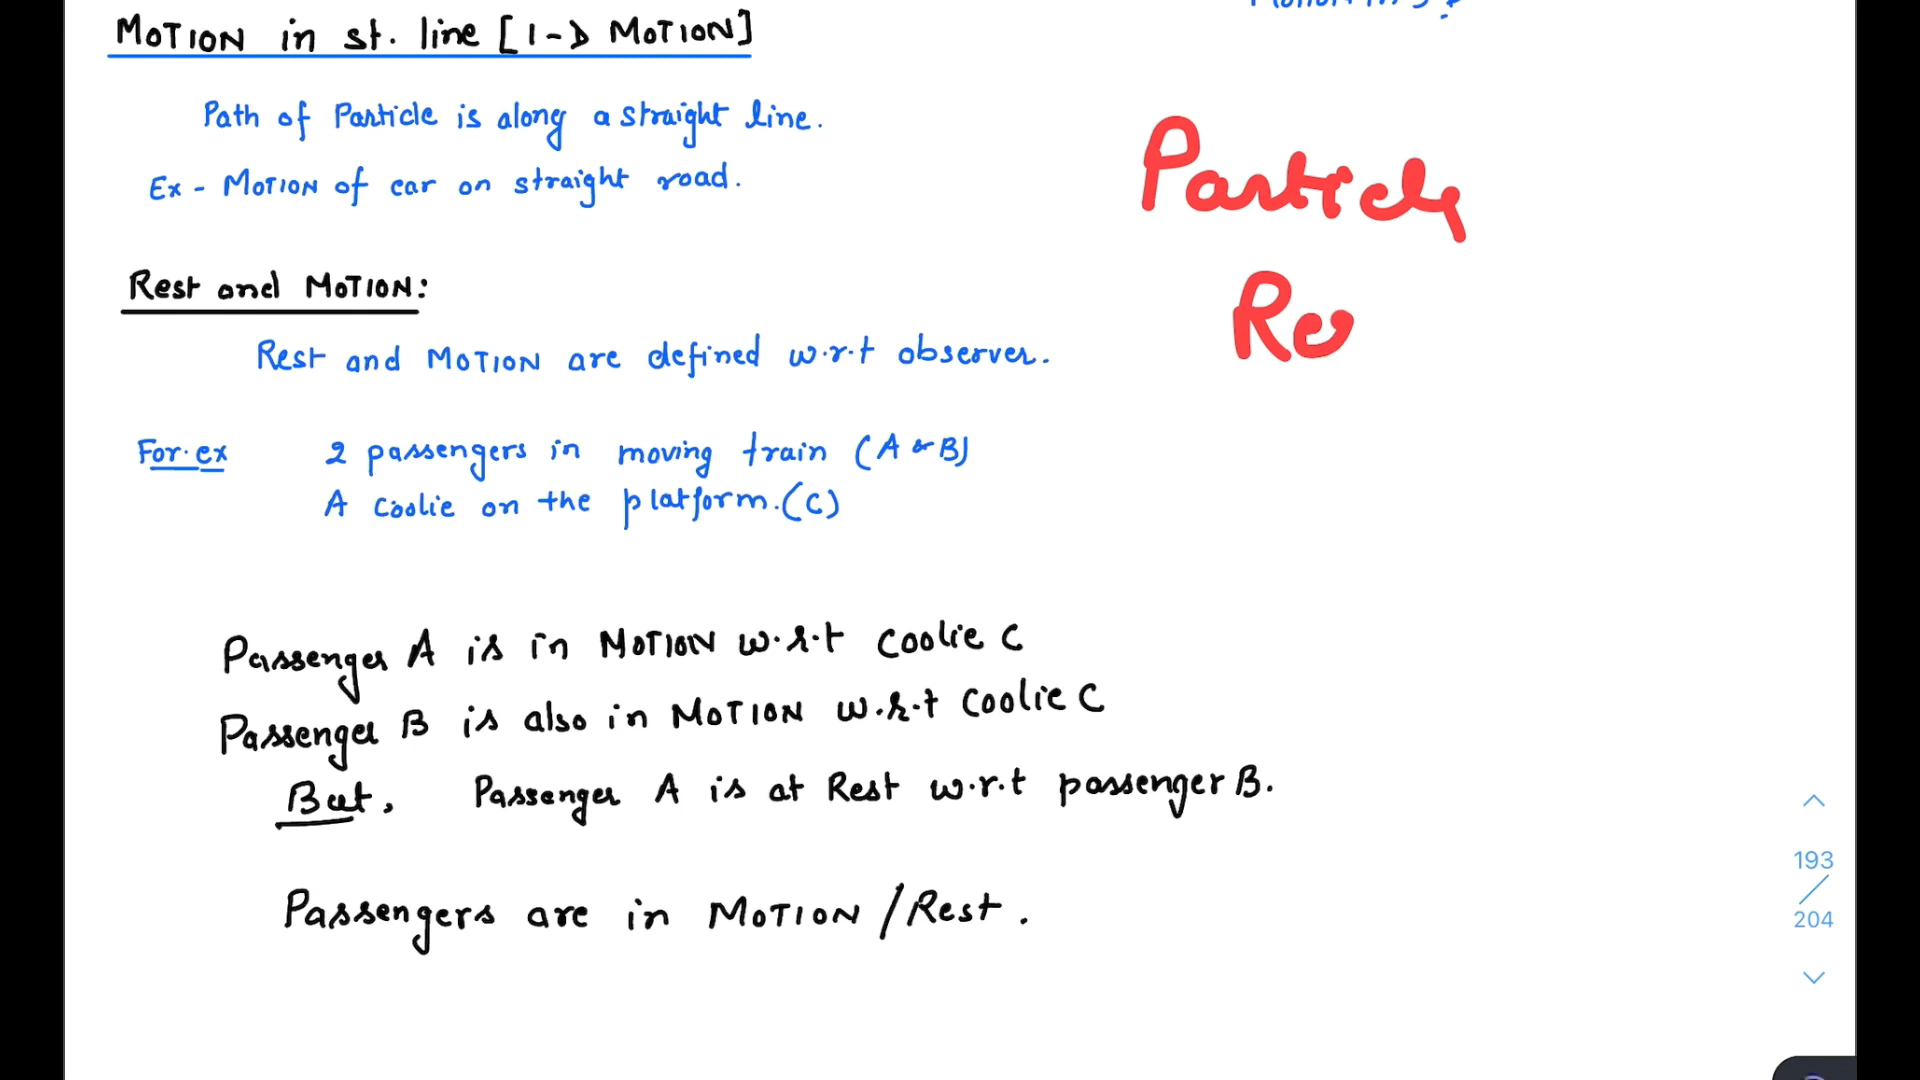 MOTION in st. line [1-D MOTION]
Path of Particle is along a straight line.
Ex - MOTION of car on straight road.
Particle
Rest and MOTION:
Rest and MOTION are defined w.r.t observer.
For.ex 2 passengers in moving train (A & B)
A coolie on the platform.(C)
Passenger A is in MOTION w.r.t coolie C
Passenger B is also in MOTION w.r.t coolie C
But, Passenger A is at Rest w.r.t passenger B.
Passengers are in MOTION / Rest.
193
204